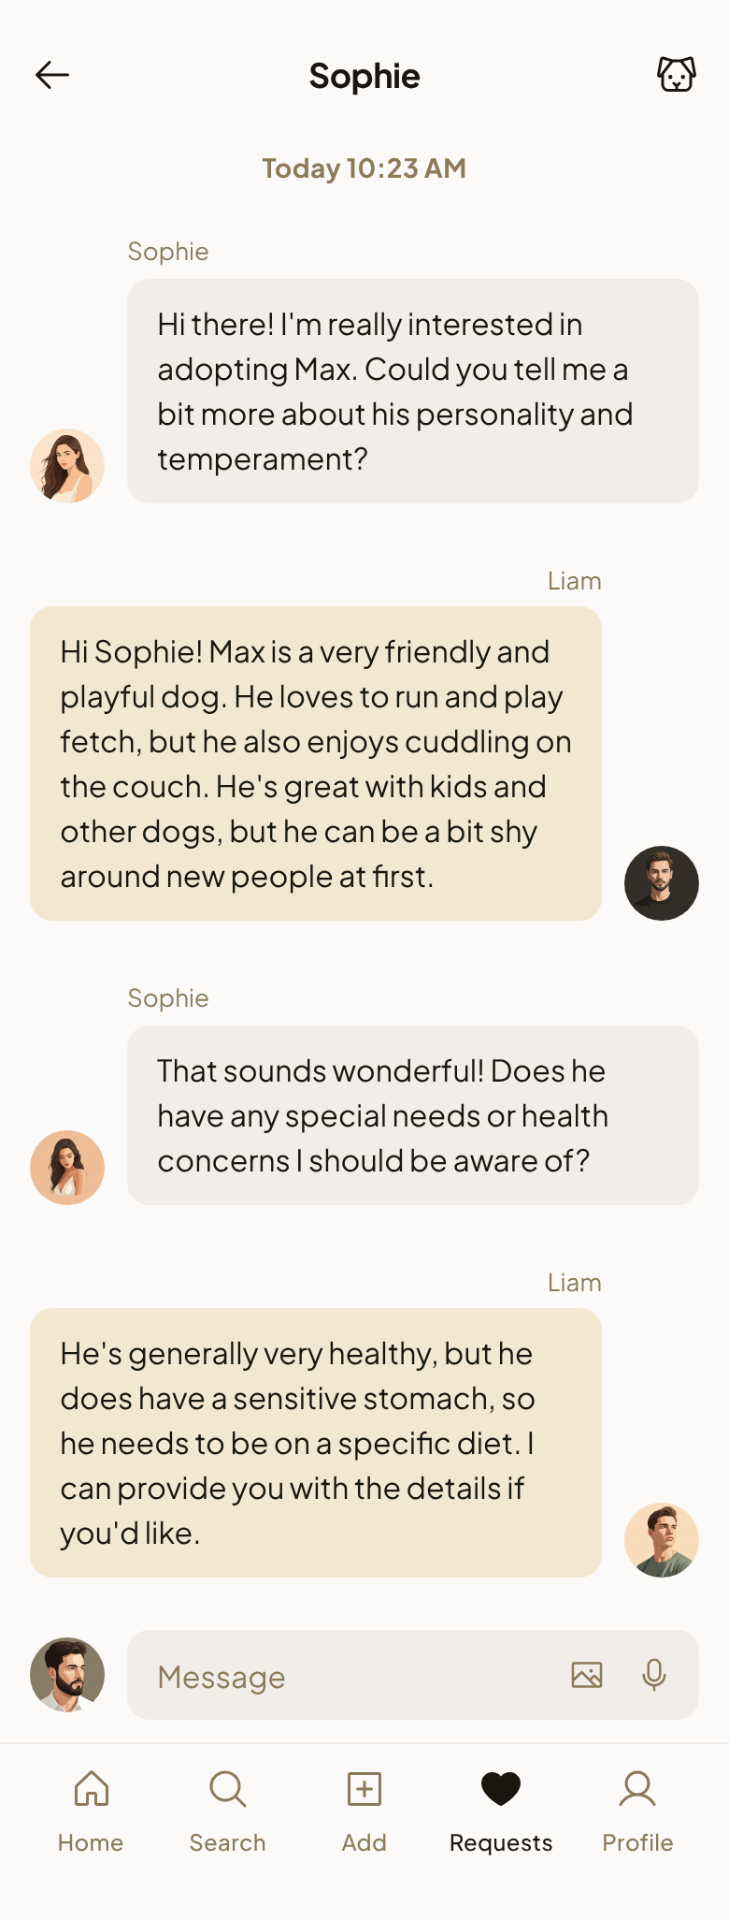 Sophie
Today 10:23 AM
Sophie
Hi there! I'm really interested in
adopting Max. Could you tell me a
bit more about his personality and
temperament?
Liam
Hi Sophie! Max is a very friendly and
playful dog. He loves to run and play
fetch, but he also enjoys cuddling on
the couch. He's great with kids and
other dogs, but he can be a bit shy
around new people at first.
Sophie
That sounds wonderful! Does he
have any special needs or health
concerns I should be aware of?
Liam
He's generally very healthy, but he
does have a sensitive stomach, so
he needs to be on a specific diet. I
can provide you with the details if
you'd like.
Message
Home Search Add Requests Profile